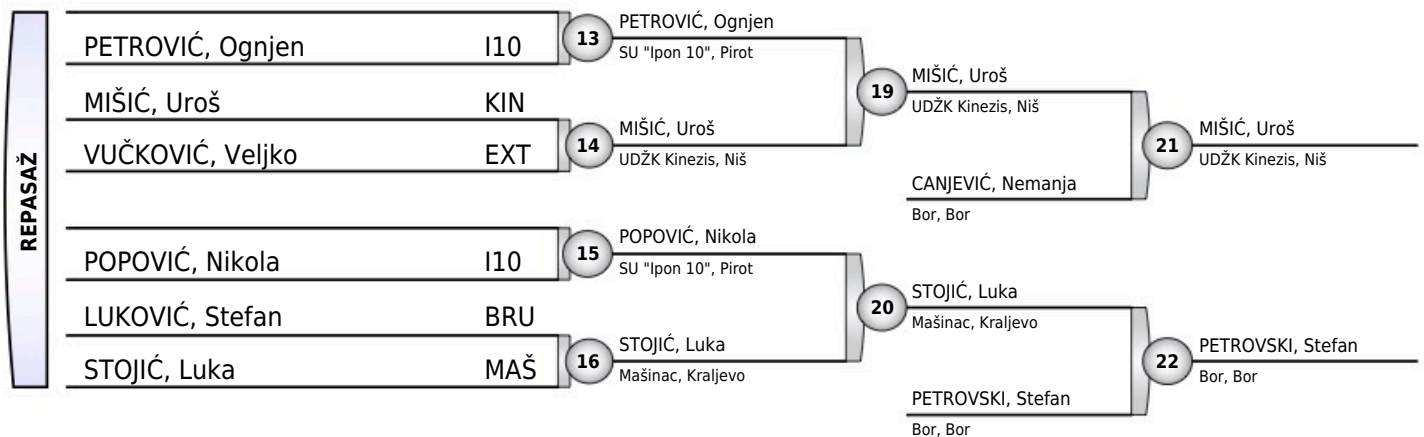 REPASAŽ
PETROVIĆ, Ognjen I10
MIŠIĆ, Uroš KIN
VUČKOVIĆ, Veljko EXT
POPOVIĆ, Nikola I10
LUKOVIĆ, Stefan BRU
STOJIĆ, Luka MAŠ
13
PETROVIĆ, Ognjen
SU "Ipon 10", Pirot
14
MIŠIĆ, Uroš
UDŽK Kinezis, Niš
15
POPOVIĆ, Nikola
SU "Ipon 10", Pirot
16
STOJIĆ, Luka
Mašinac, Kraljevo
19
MIŠIĆ, Uroš
UDŽK Kinezis, Niš
CANJEVIĆ, Nemanja
Bor, Bor
20
STOJIĆ, Luka
Mašinac, Kraljevo
PETROVSKI, Stefan
Bor, Bor
21
MIŠIĆ, Uroš
UDŽK Kinezis, Niš
22
PETROVSKI, Stefan
Bor, Bor